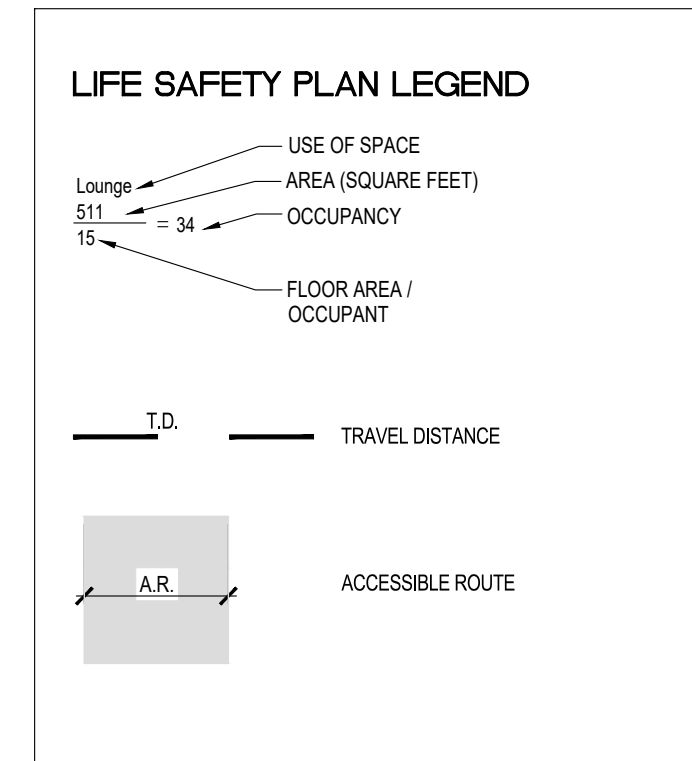 LIFE SAFETY PLAN LEGEND
USE OF SPACE
Lounge
AREA (SQUARE FEET)
511
= 34
OCCUPANCY
15
FLOOR AREA /
OCCUPANT
T.D.
TRAVEL DISTANCE
A.R.
ACCESSIBLE ROUTE